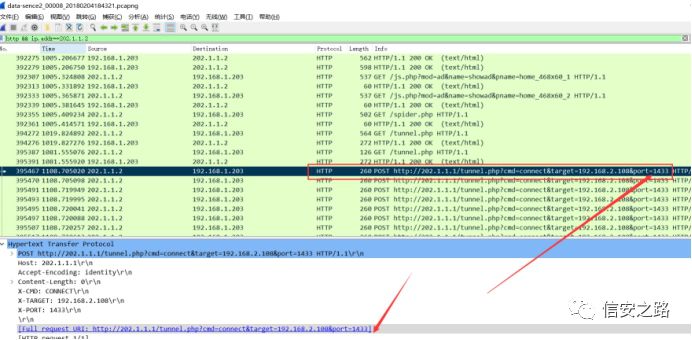 data-sence2_00008_20180204184321.pcapng
文件(F) 编辑(E) 视图(V) 跳转(G) 捕获(C) 分析(A) 统计(S) 电话(Y) 无线(W) 工具(T) 帮助(H)
http && ip.addr==202.1.1.2
No. Time Source Destination Protocol Length Info
392275 1005.206677 192.168.1.203 202.1.1.2 HTTP 562 HTTP/1.1 200 OK (text/html)
392279 1005.206750 192.168.1.203 202.1.1.2 HTTP 598 HTTP/1.1 200 OK (text/html)
392307 1005.324808 202.1.1.2 192.168.1.203 HTTP 537 GET /js.php?mod=ad&name=showad&pname=home_468x60_1 HTTP/1.1
392313 1005.331892 192.168.1.203 202.1.1.2 HTTP 60 HTTP/1.1 200 OK (text/html)
392333 1005.365871 202.1.1.2 192.168.1.203 HTTP 537 GET /js.php?mod=ad&name=showad&pname=home_468x60_2 HTTP/1.1
392339 1005.381645 192.168.1.203 202.1.1.2 HTTP 60 HTTP/1.1 200 OK (text/html)
392355 1005.409234 202.1.1.2 192.168.1.203 HTTP 502 GET /spider.php HTTP/1.1
392361 1005.414571 192.168.1.203 202.1.1.2 HTTP 60 HTTP/1.1 200 OK (text/html)
394272 1019.824892 202.1.1.2 192.168.1.203 HTTP 564 GET /tunnel.php HTTP/1.1
394276 1019.827276 192.168.1.203 202.1.1.2 HTTP 272 HTTP/1.1 200 OK (text/html)
395387 1081.555076 202.1.1.2 192.168.1.203 HTTP 126 GET /tunnel.php HTTP/1.1
395391 1081.555920 192.168.1.203 202.1.1.2 HTTP 272 HTTP/1.1 200 OK (text/html)
395467 1108.705020 202.1.1.2 192.168.1.203 HTTP 260 POST http://202.1.1.1/tunnel.php?cmd=connect&target=192.168.2.108&port=1433 HTTP/
395470 1108.705098 202.1.1.2 192.168.1.203 HTTP 260 POST http://202.1.1.1/tunnel.php?cmd=connect&target=192.168.2.108&port=1433 HTTP/
395491 1108.719949 202.1.1.2 192.168.1.203 HTTP 260 POST http://202.1.1.1/tunnel.php?cmd=connect&target=192.168.2.108&port=1433 HTTP/
395493 1108.719995 202.1.1.2 192.168.1.203 HTTP 260 POST http://202.1.1.1/tunnel.php?cmd=connect&target=192.168.2.108&port=1433 HTTP/
395495 1108.720041 202.1.1.2 192.168.1.203 HTTP 260 POST http://202.1.1.1/tunnel.php?cmd=connect&target=192.168.2.108&port=1433 HTTP/
395497 1108.720088 202.1.1.2 192.168.1.203 HTTP 260 POST http://202.1.1.1/tunnel.php?cmd=connect&target=192.168.2.108&port=1433 HTTP/
395507 1108.720257 202.1.1.2 192.168.1.203 HTTP 260 POST http://202.1.1.1/tunnel.php?cmd=connect&target=192.168.2.108&port=1433 HTTP/
Hypertext Transfer Protocol
POST http://202.1.1.1/tunnel.php?cmd=connect&target=192.168.2.108&port=1433 HTTP/1.1\r\n
Host: 202.1.1.1\r\n
Accept-Encoding: identity\r\n
Content-Length: 0\r\n
X-CMD: CONNECT\r\n
X-TARGET: 192.168.2.108\r\n
X-PORT: 1433\r\n
\r\n
[Full request URI: http://202.1.1.1/tunnel.php?cmd=connect&target=192.168.2.108&port=1433]
[HTTP request 1/1]
信安之路